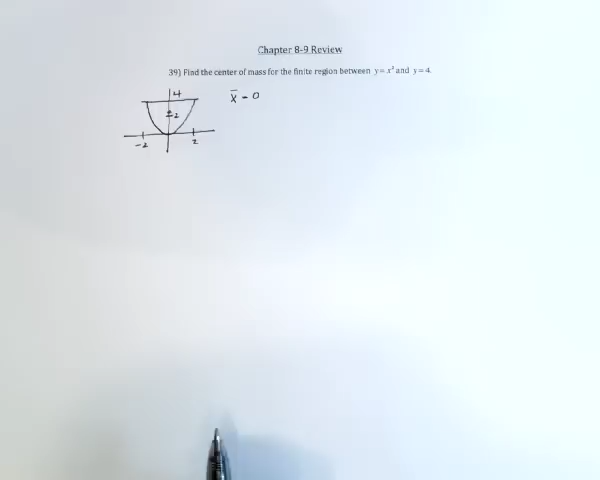 Chapter 8-9 Review
39) Find the center of mass for the finite region between y = x² and y = 4.
4
x̄ - 0
2
-2
2